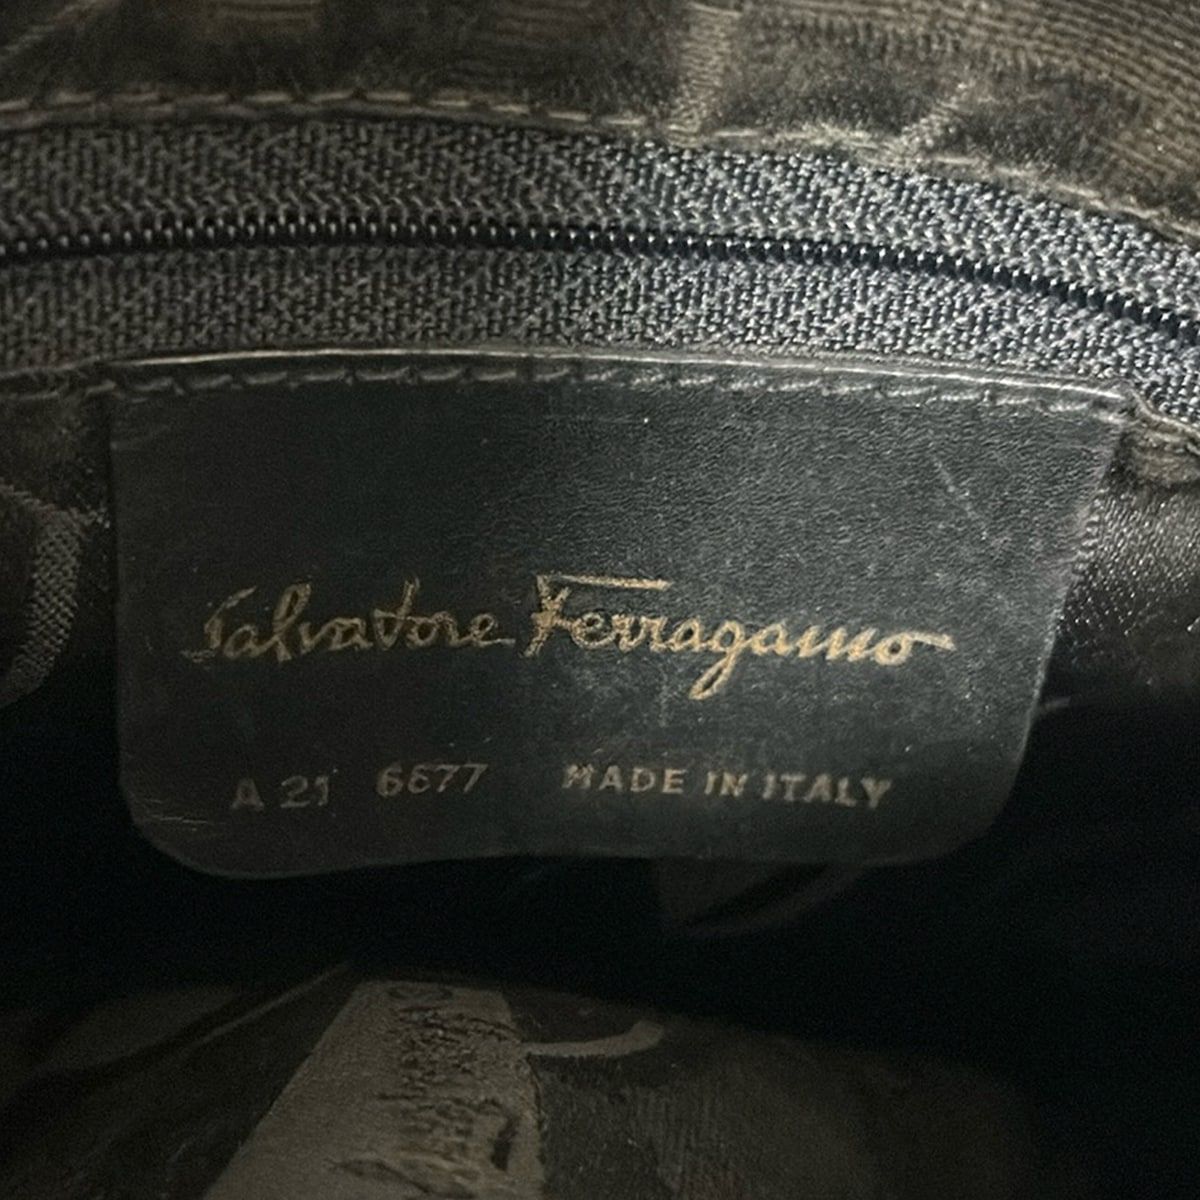 Salvatore Ferragamo
A 21 6677 MADE IN ITALY